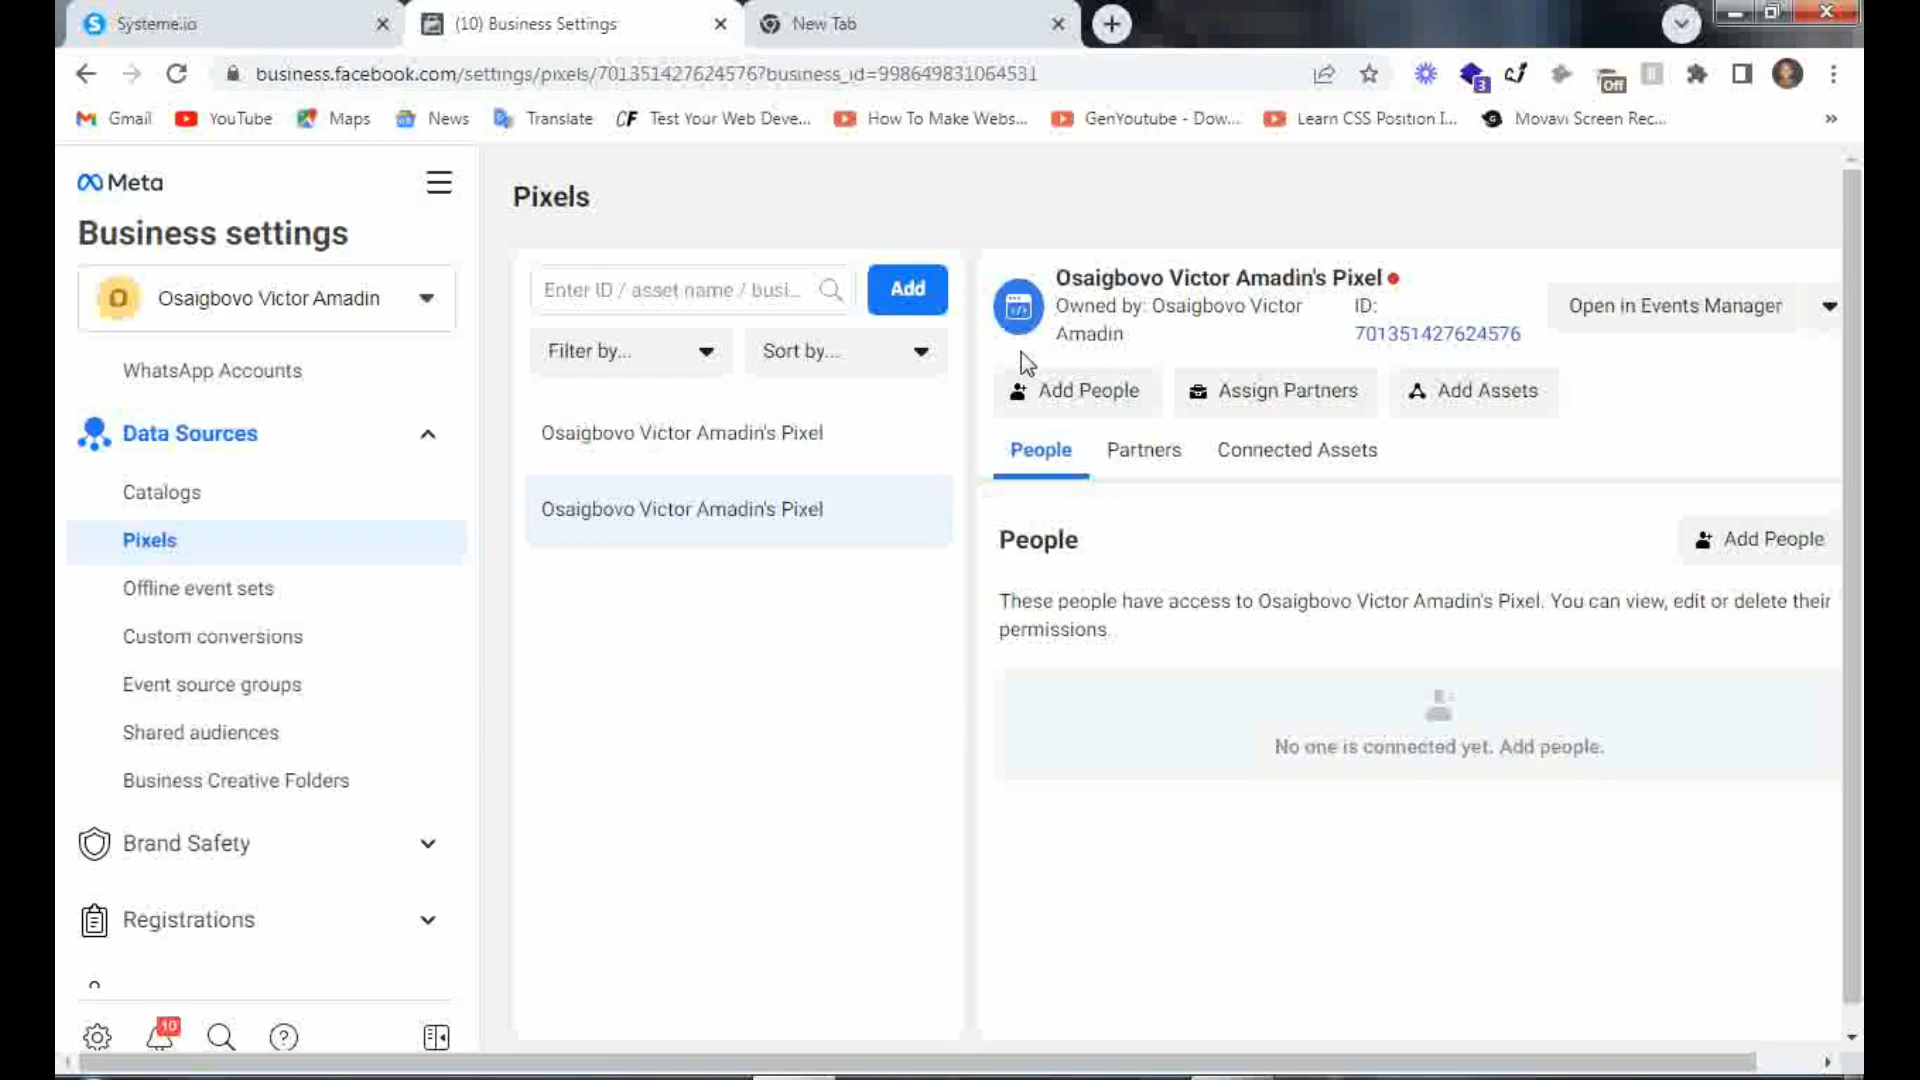 Systeme.io
(10) Business Settings
New Tab
business.facebook.com/settings/pixels/701351427624576?business_id=998649831064531
3
Off
Gmail
YouTube
Maps
News
Translate
CF Test Your Web Deve...
How To Make Webs...
GenYoutube - Dow...
Learn CSS Position I...
Movavi Screen Rec...
»
Meta
Business settings
O Osaigbovo Victor Amadin
WhatsApp Accounts
Data Sources
Catalogs
Pixels
Offline event sets
Custom conversions
Event source groups
Shared audiences
Business Creative Folders
Brand Safety
Registrations
10
Pixels
Enter ID / asset name / busi...
Add
Filter by...
Sort by...
Osaigbovo Victor Amadin's Pixel
Osaigbovo Victor Amadin's Pixel
Osaigbovo Victor Amadin's Pixel
Owned by: Osaigbovo Victor
Amadin
ID:
701351427624576
Open in Events Manager
Add People
Assign Partners
Add Assets
People
Partners
Connected Assets
People
Add People
These people have access to Osaigbovo Victor Amadin's Pixel. You can view, edit or delete their
permissions.
No one is connected yet. Add people.